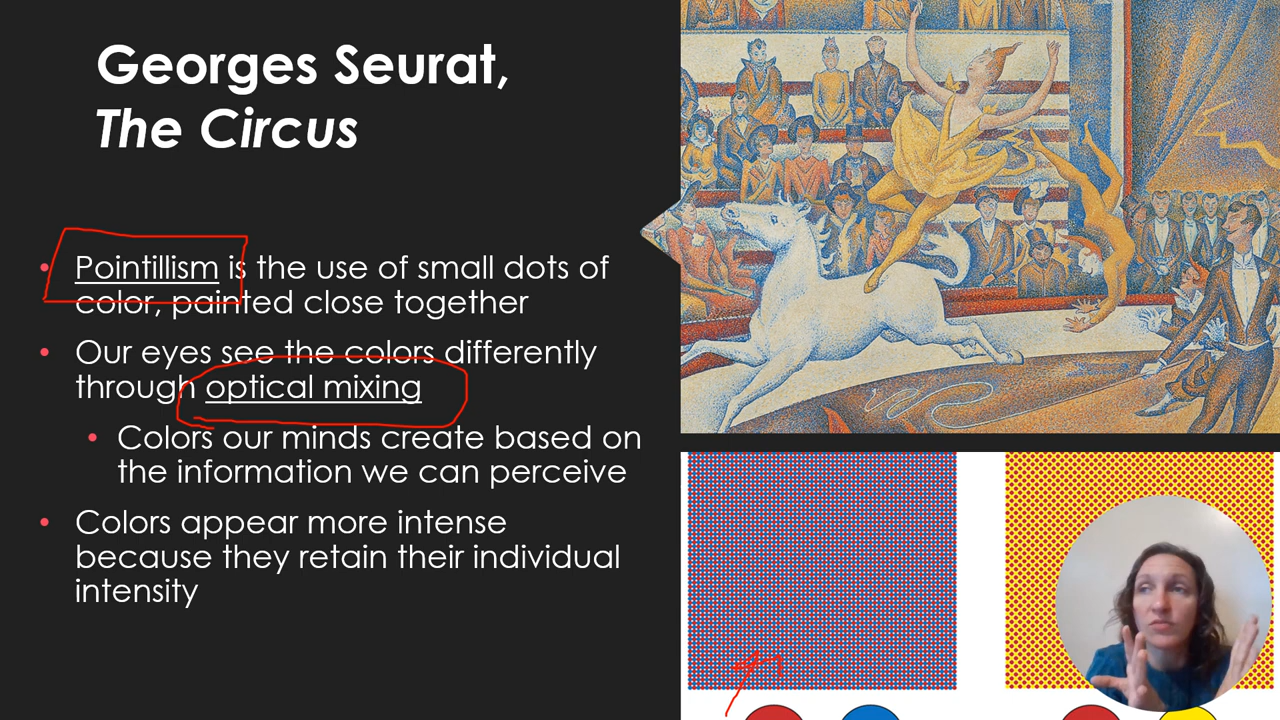 Georges Seurat,
The Circus
• Pointillism is the use of small dots of
color, painted close together
• Our eyes see the colors differently
through optical mixing
• Colors our minds create based on
the information we can perceive
• Colors appear more intense
because they retain their individual
intensity